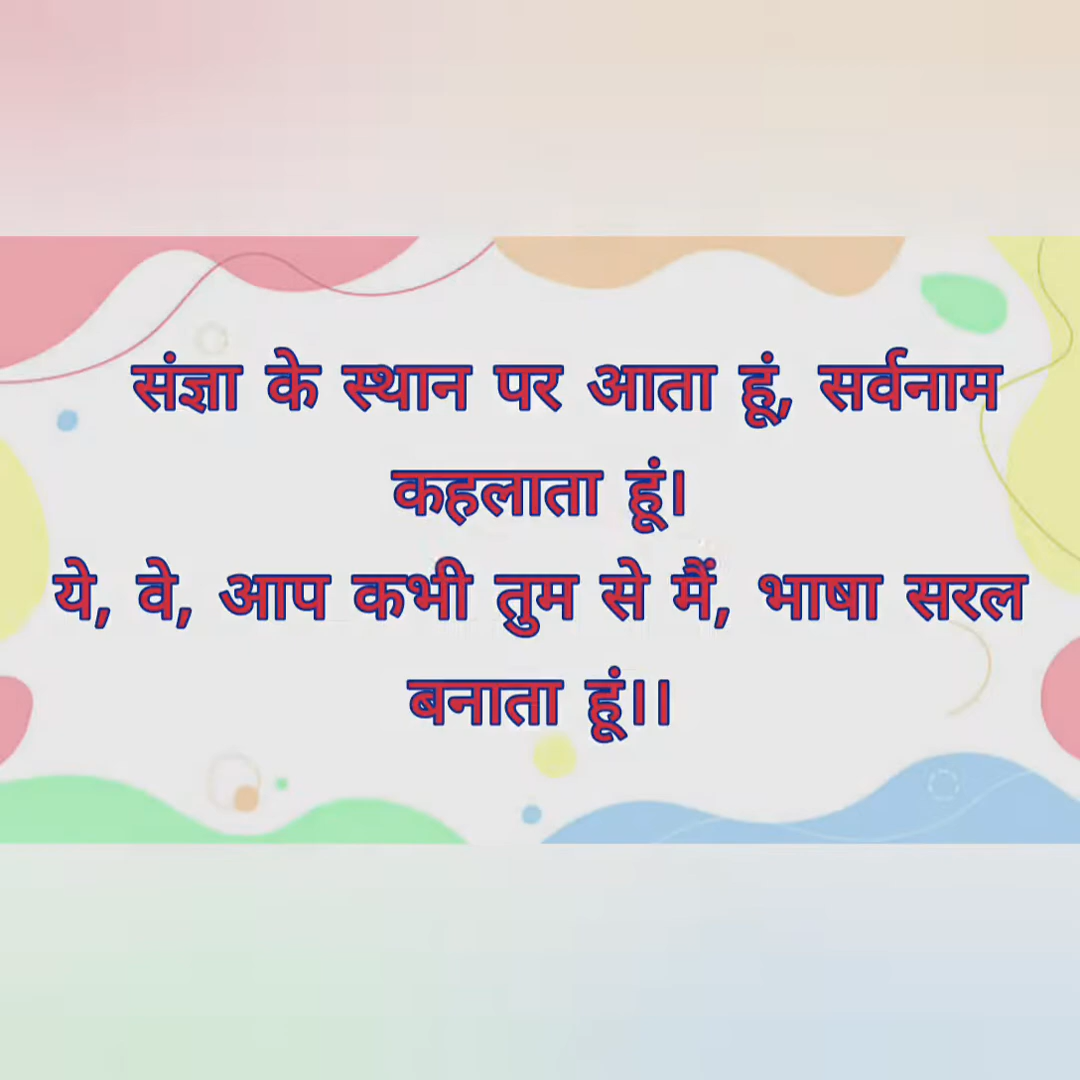 संज्ञा के स्थान पर आता हूं, सर्वनाम
कहलाता हूं।
ये, वे, आप कभी तुम से मैं, भाषा सरल
बनाता हूं।।